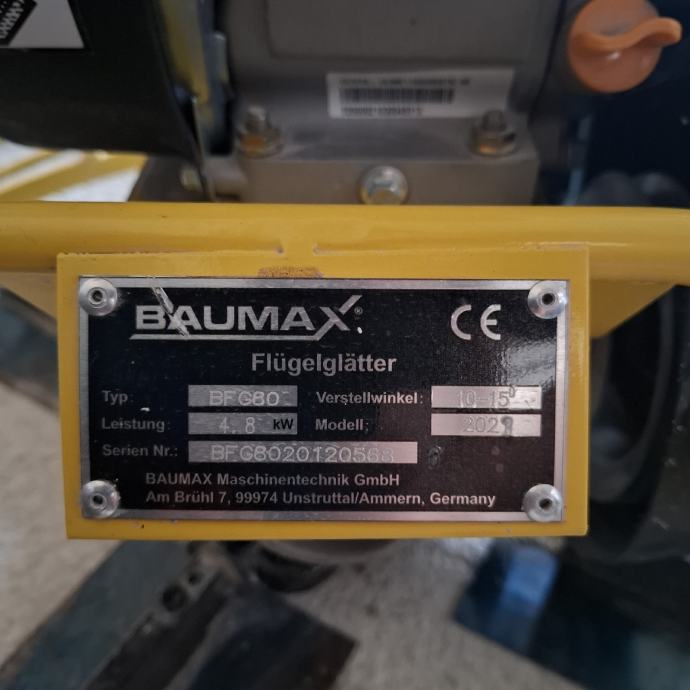 BAUMAX®
CE
Flügelglätter
Typ: BFG80 Verstellwinkel: 10-15°
Leistung: 4.8 kW Modell:
Serien Nr.: BFG8020120568
BAUMAX Maschinentechnik GmbH
Am Brühl 7, 99974 Unstruttal/Ammern, Germany